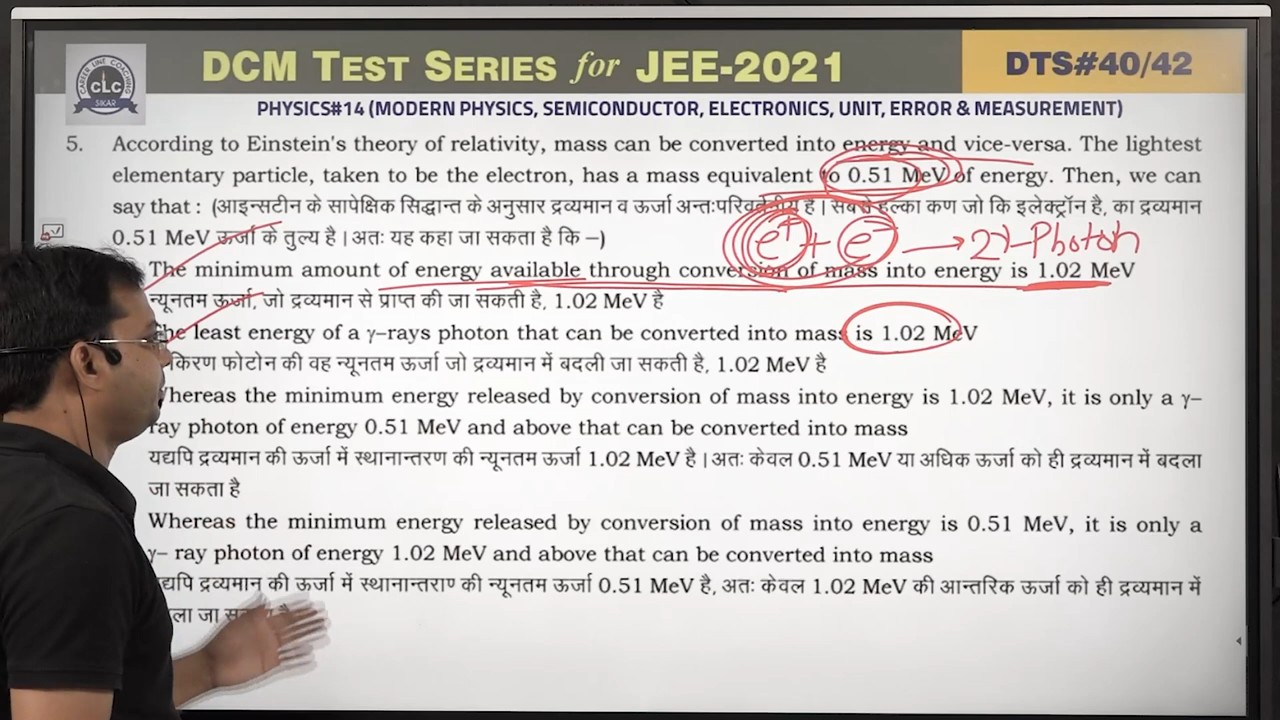 CAREER LINE COACHING
CLC
SIKAR
DCM TEST SERIES for JEE-2021
DTS#40/42
PHYSICS#14 (MODERN PHYSICS, SEMICONDUCTOR, ELECTRONICS, UNIT, ERROR & MEASUREMENT)
5. According to Einstein's theory of relativity, mass can be converted into energy and vice-versa. The lightest
elementary particle, taken to be the electron, has a mass equivalent to 0.51 MeV of energy. Then, we can
say that : (आइन्सटीन के सापेक्षिक सिद्धान्त के अनुसार द्रव्यमान व ऊर्जा अन्तःपरिवर्तनीय है। सबसे हल्का कण जो कि इलेक्ट्रॉन है, का द्रव्यमान
0.51 MeV ऊर्जा के तुल्य है। अतः यह कहा जा सकता है कि –)
e⁺ + e⁻ → 2γ-Photon
The minimum amount of energy available through conversion of mass into energy is 1.02 MeV
न्यूनतम ऊर्जा, जो द्रव्यमान से प्राप्त की जा सकती है, 1.02 MeV है
he least energy of a γ–rays photon that can be converted into mass is 1.02 MeV
किरण फोटोन की वह न्यूनतम ऊर्जा जो द्रव्यमान में बदली जा सकती है, 1.02 MeV है
Whereas the minimum energy released by conversion of mass into energy is 1.02 MeV, it is only a γ–
ray photon of energy 0.51 MeV and above that can be converted into mass
यद्यपि द्रव्यमान की ऊर्जा में स्थानान्तरण की न्यूनतम ऊर्जा 1.02 MeV है। अतः केवल 0.51 MeV या अधिक ऊर्जा को ही द्रव्यमान में बदला
जा सकता है
Whereas the minimum energy released by conversion of mass into energy is 0.51 MeV, it is only a
γ– ray photon of energy 1.02 MeV and above that can be converted into mass
द्यपि द्रव्यमान की ऊर्जा में स्थानान्तराण की न्यूनतम ऊर्जा 0.51 MeV है, अतः केवल 1.02 MeV की आन्तरिक ऊर्जा को ही द्रव्यमान में
ला जा